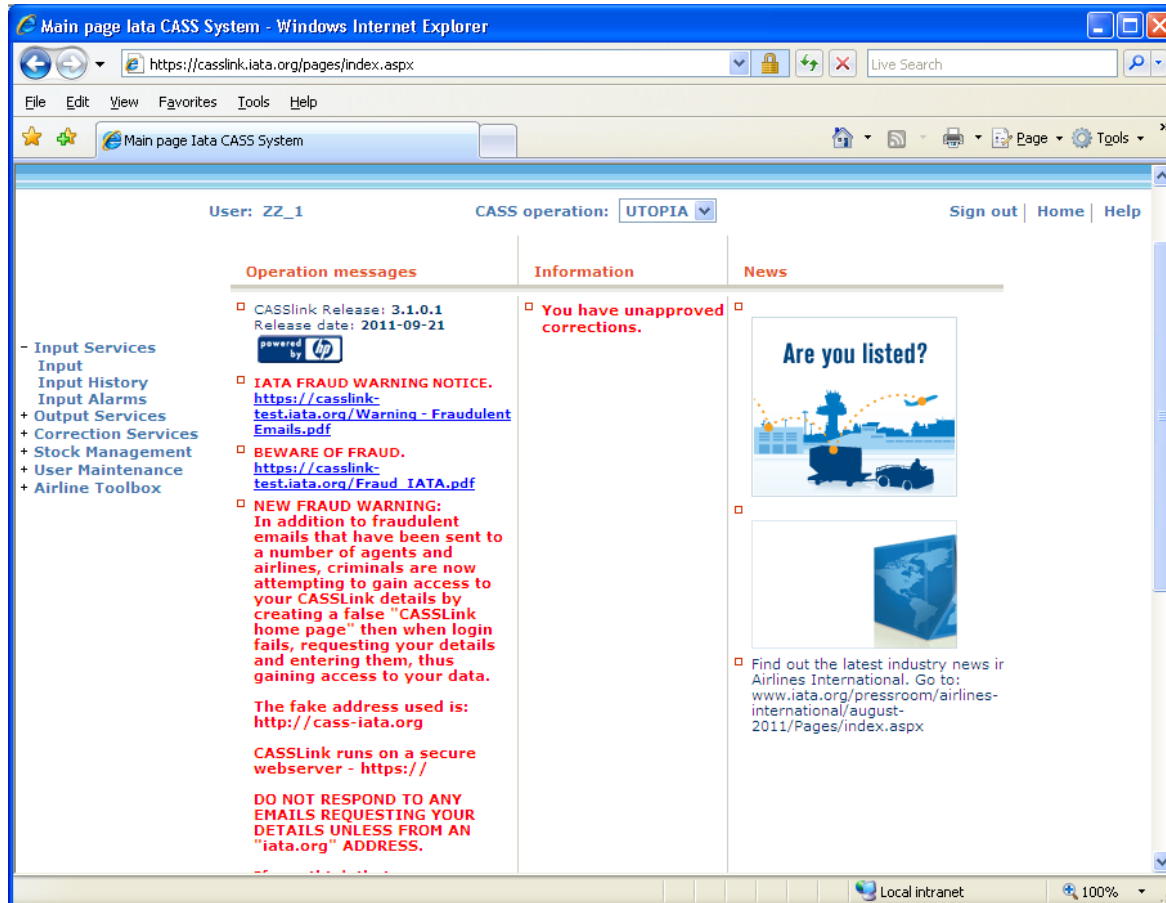 Main page Iata CASS System - Windows Internet Explorer
https://casslink.iata.org/pages/index.aspx
Live Search
File Edit View Favorites Tools Help
Main page Iata CASS System
Page
Tools
User: ZZ_1
CASS operation: UTOPIA
Sign out | Home | Help
- Input Services
Input
Input History
Input Alarms
+ Output Services
+ Correction Services
+ Stock Management
+ User Maintenance
+ Airline Toolbox
Operation messages
CASSlink Release: 3.1.0.1
Release date: 2011-09-21
powered
by hp
IATA FRAUD WARNING NOTICE.
https://casslink-
test.iata.org/Warning - Fraudulent
Emails.pdf
BEWARE OF FRAUD.
https://casslink-
test.iata.org/Fraud_IATA.pdf
NEW FRAUD WARNING:
In addition to fraudulent
emails that have been sent to
a number of agents and
airlines, criminals are now
attempting to gain access to
your CASSLink details by
creating a false "CASSLink
home page" then when login
fails, requesting your details
and entering them, thus
gaining access to your data.
The fake address used is:
http://cass-iata.org
CASSLink runs on a secure
webserver - https://
DO NOT RESPOND TO ANY
EMAILS REQUESTING YOUR
DETAILS UNLESS FROM AN
"iata.org" ADDRESS.
Information
You have unapproved
corrections.
News
Are you listed?
Find out the latest industry news ir
Airlines International. Go to:
www.iata.org/pressroom/airlines-
international/august-
2011/Pages/index.aspx
Local intranet
100%